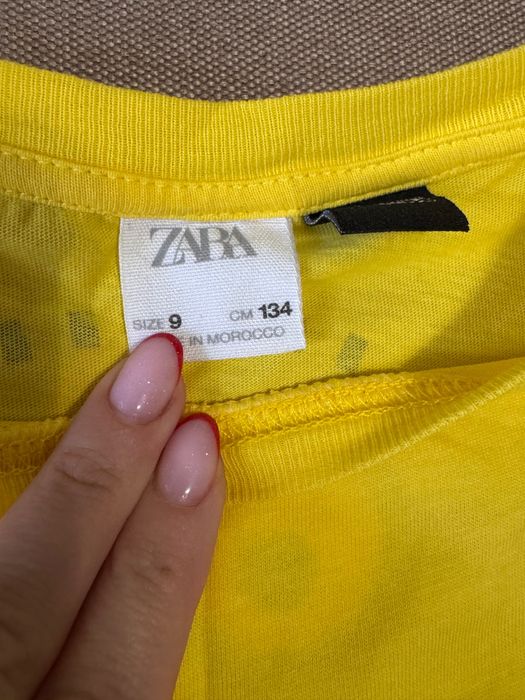 ZARA
SIZE 9 CM 134
IN MOROCCO